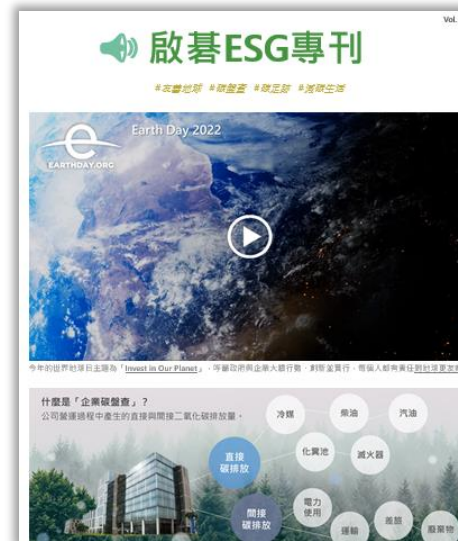 Vol.
啟碁ESG專刊
#友善地球 #碳盤查 #碳足跡 #減碳生活
Earth Day 2022
EARTHDAY.ORG
今年的世界地球日主題為「Invest in Our Planet」，呼籲政府與企業大膽行動、創新並實行，每個人都有責任對地球更友善
什麼是「企業碳盤查」？
公司營運過程中產生的直接與間接二氧化碳排放量。
冷媒
柴油
汽油
直接
碳排放
化糞池
滅火器
間接
碳排放
電力
使用
運輸
差旅
廢棄物